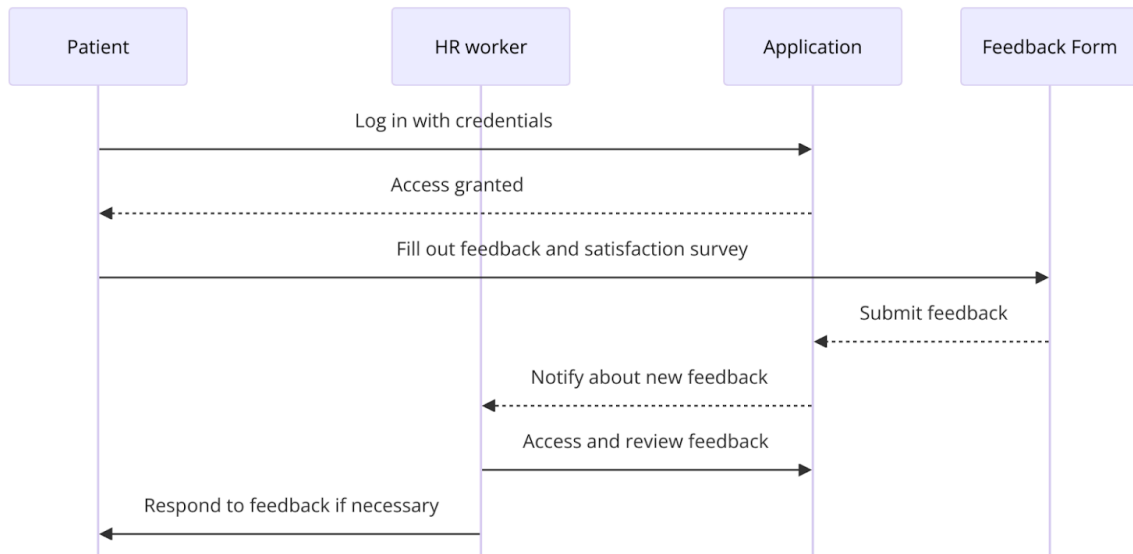 Patient
HR worker
Application
Feedback Form
Log in with credentials
Access granted
Fill out feedback and satisfaction survey
Submit feedback
Notify about new feedback
Access and review feedback
Respond to feedback if necessary